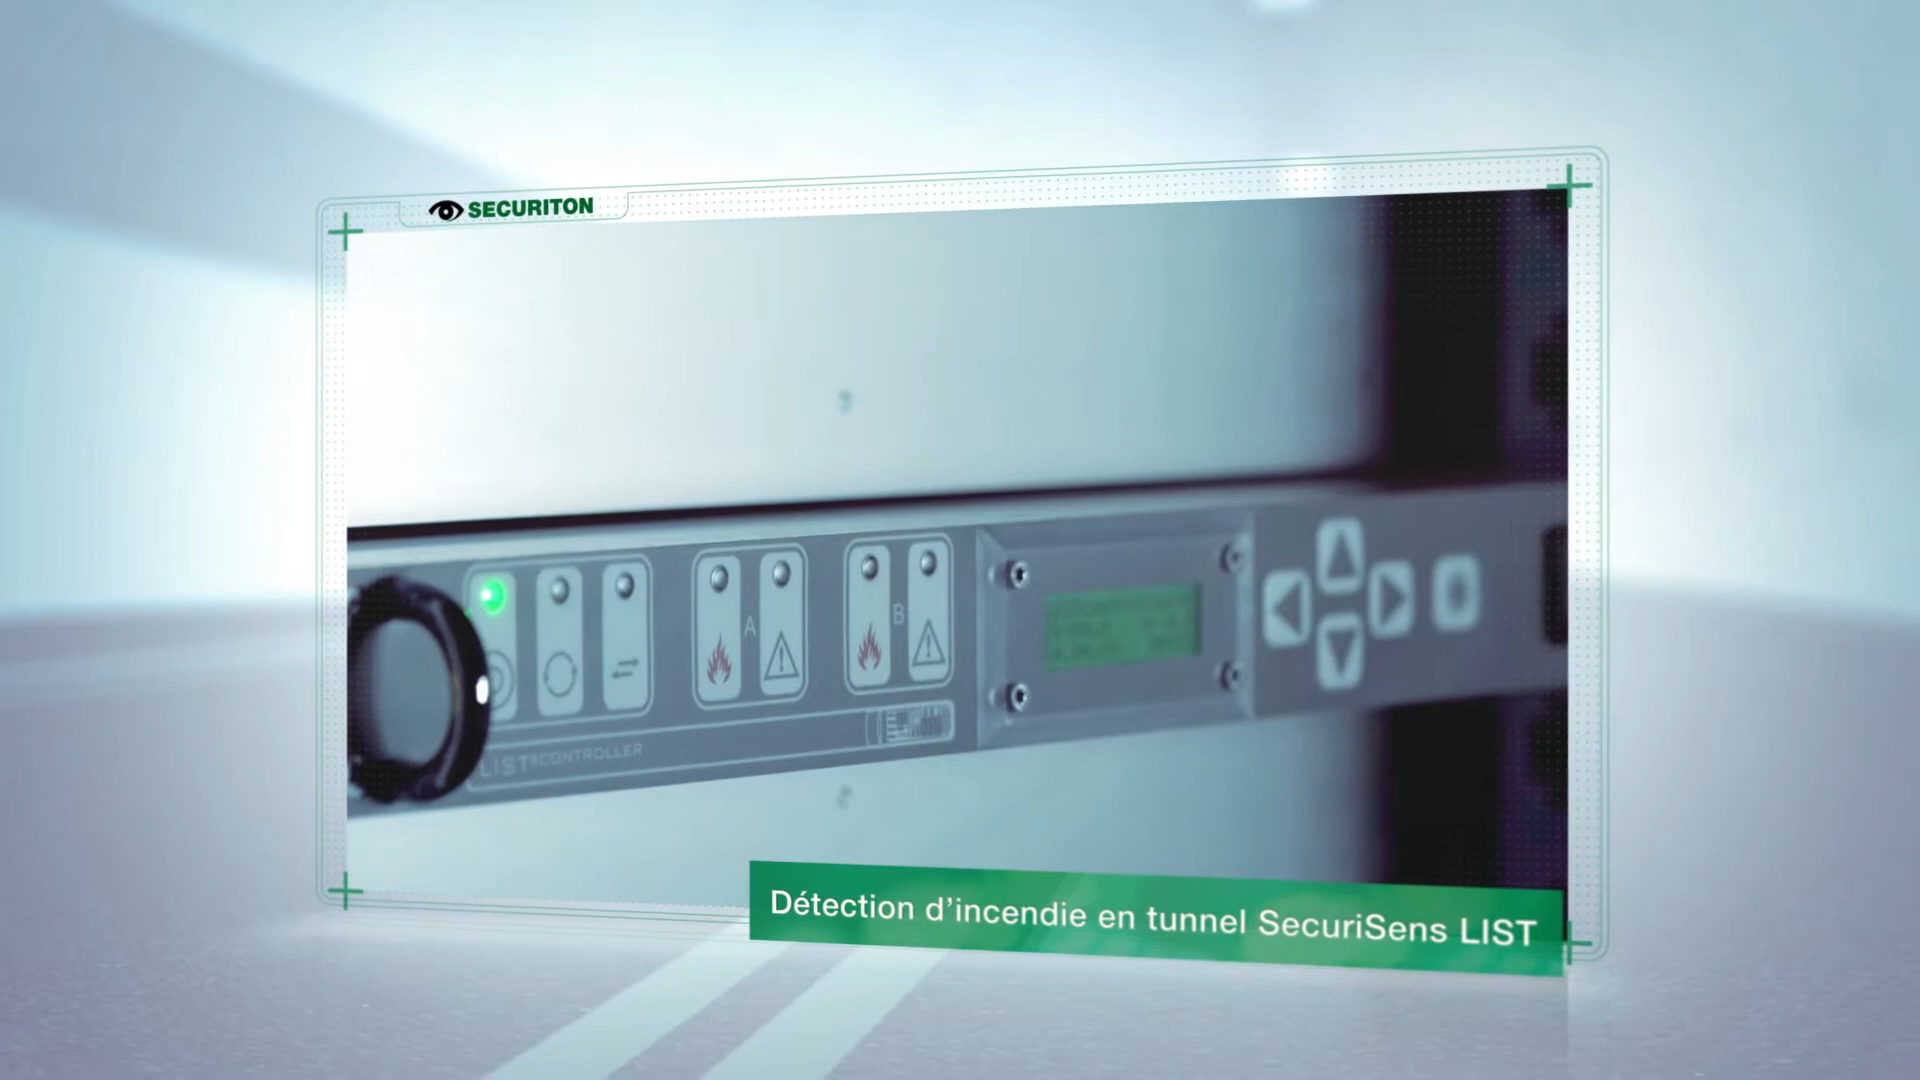 SECURITON
A
B
LIST CONTROLLER
Détection d'incendie en tunnel SecuriSens LIST